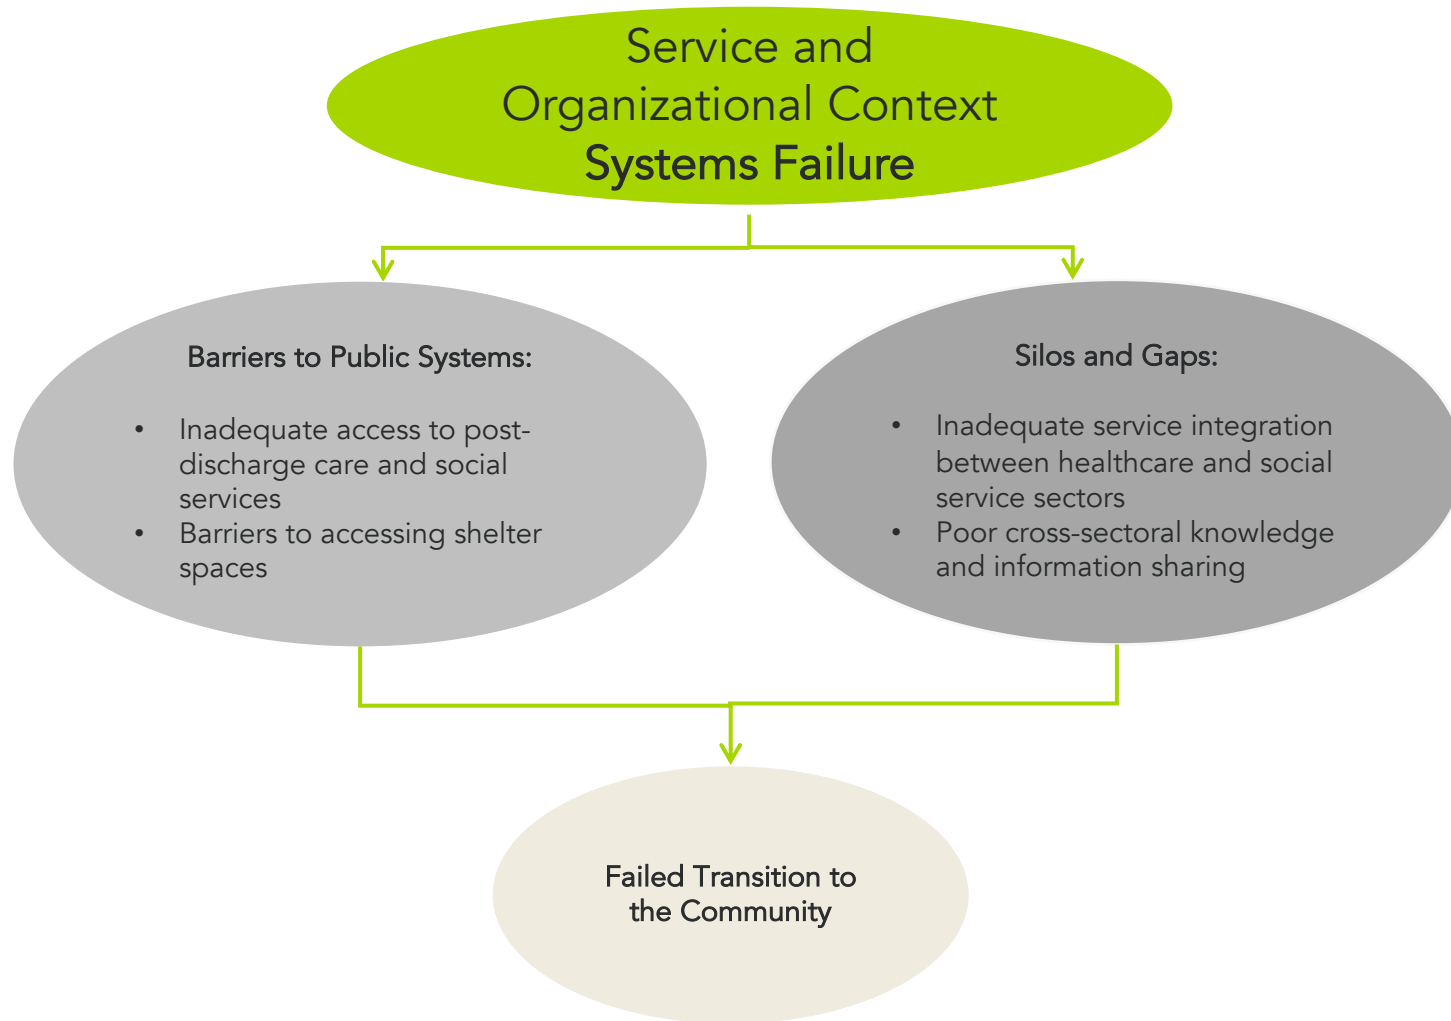 Service and
Organizational Context
Systems Failure
Barriers to Public Systems:
• Inadequate access to post-
discharge care and social
services
• Barriers to accessing shelter
spaces
Silos and Gaps:
• Inadequate service integration
between healthcare and social
service sectors
• Poor cross-sectoral knowledge
and information sharing
Failed Transition to
the Community